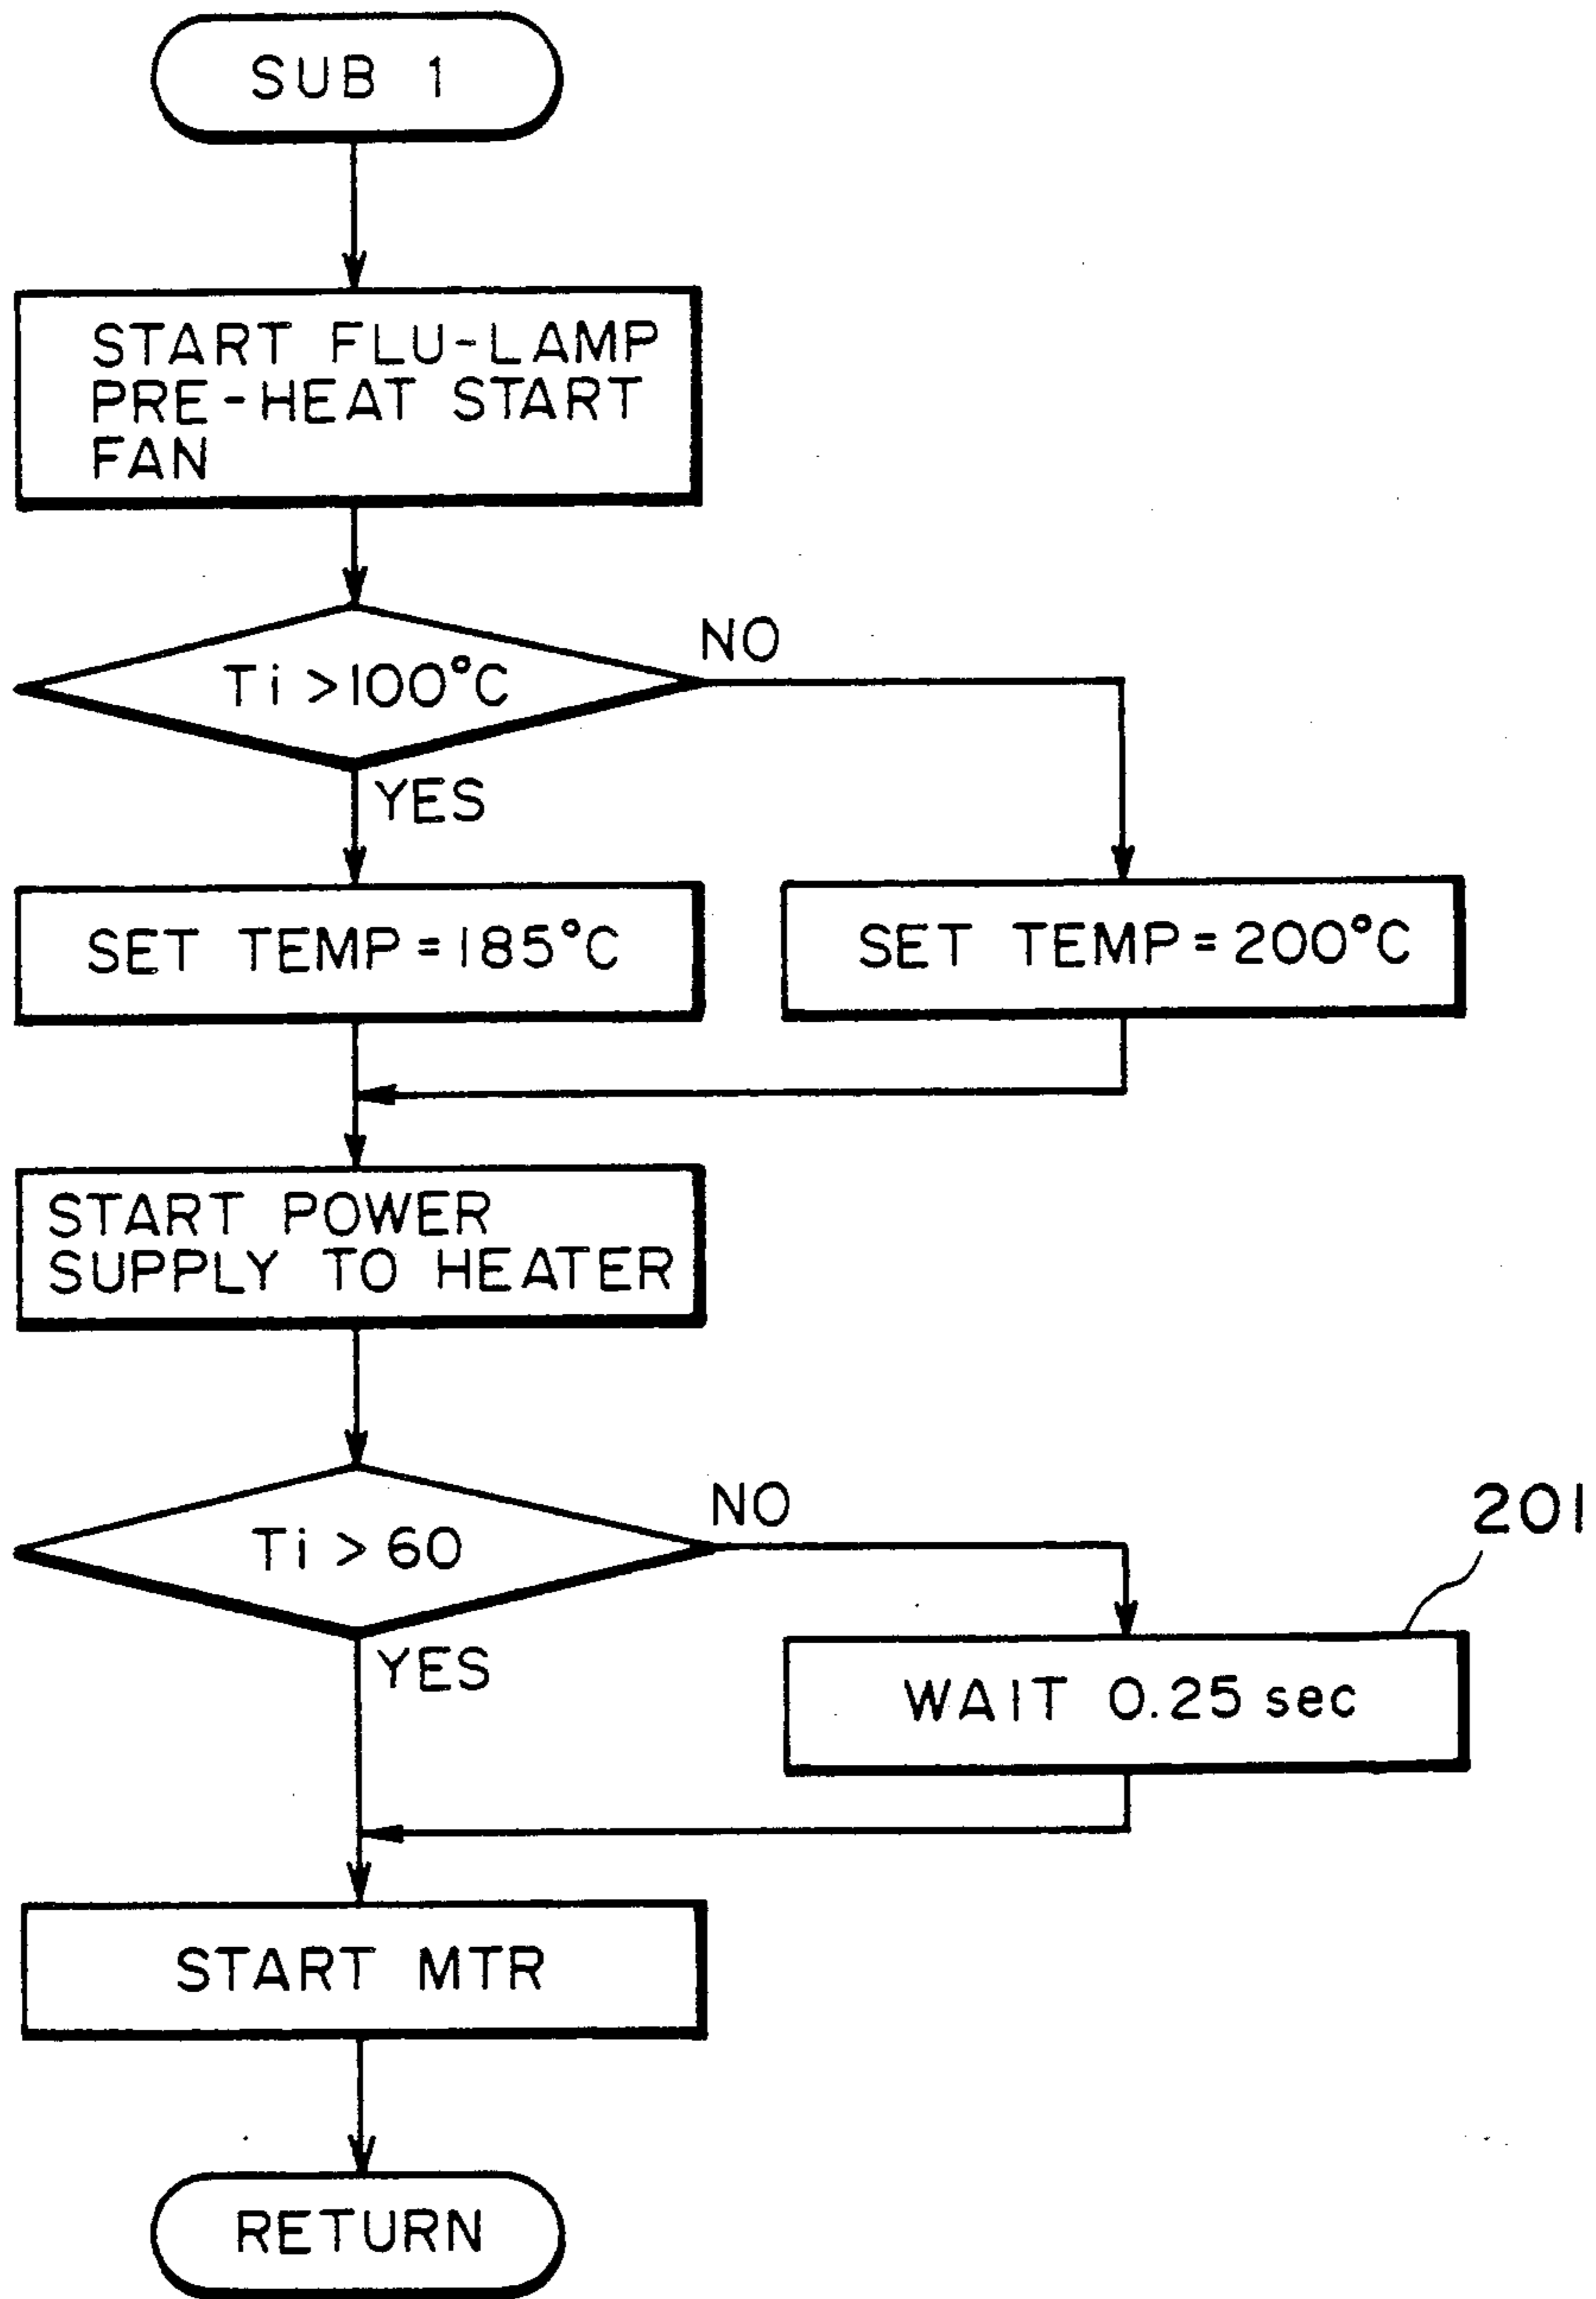 SUB 1
START FLU-LAMP
PRE-HEAT START
FAN
Ti >100°C
NO
YES
SET TEMP=185°C
SET TEMP=200°C
START POWER
SUPPLY TO HEATER
Ti > 60
NO
201
YES
WAIT 0.25 sec
START MTR
RETURN